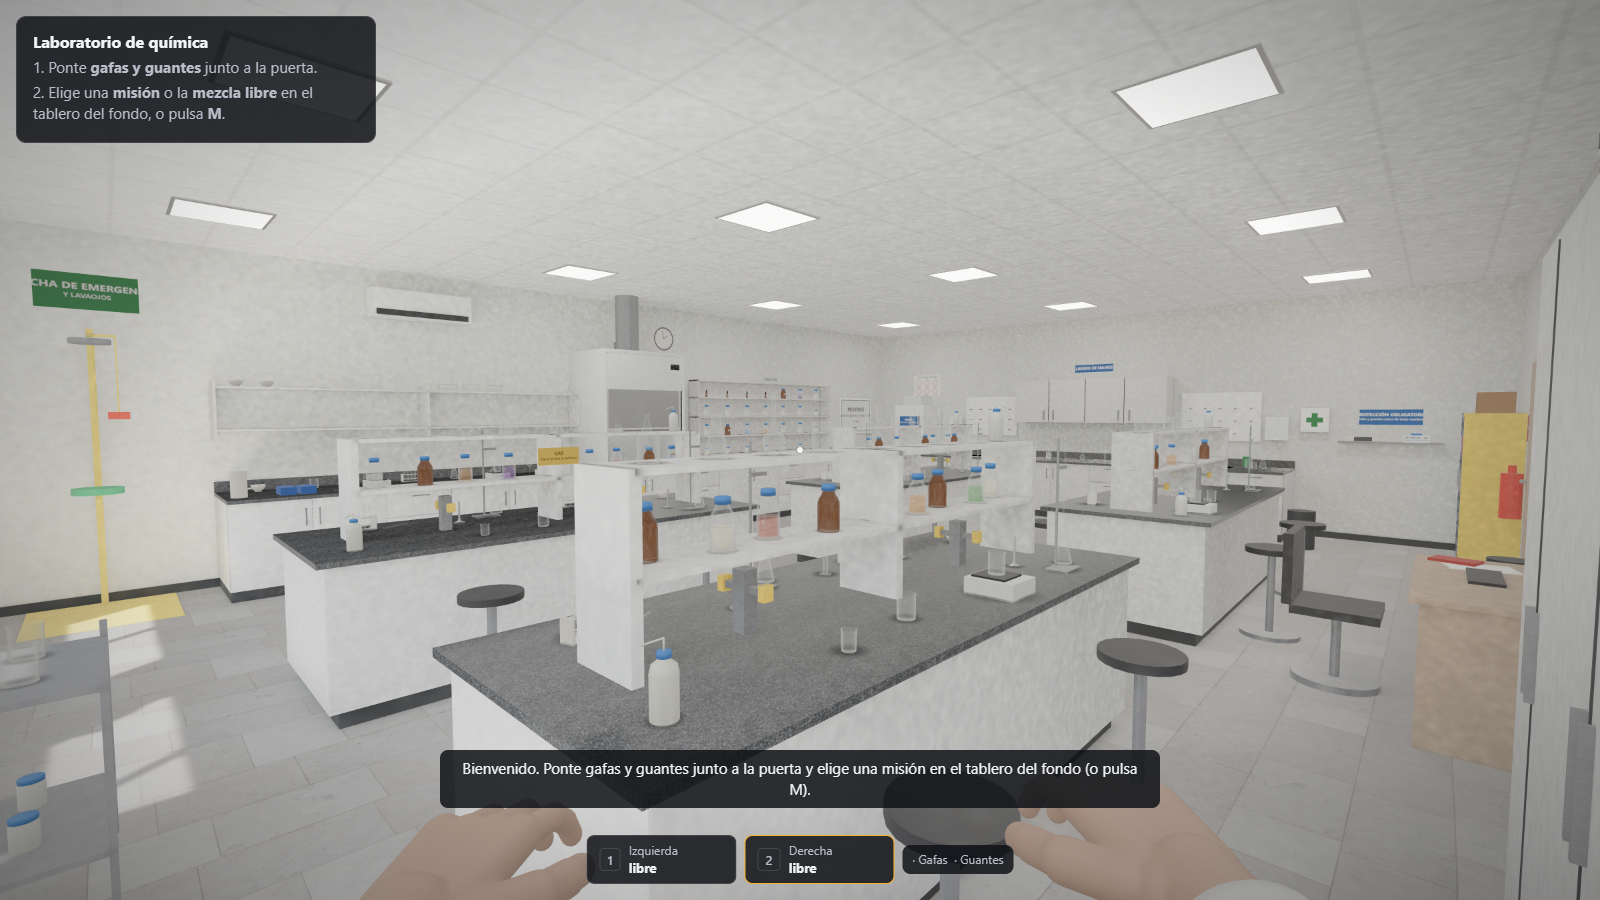 Laboratorio de química
1. Ponte gafas y guantes junto a la puerta.
2. Elige una misión o la mezcla libre en el
tablero del fondo, o pulsa M.
CHA DE EMERGEN
Y LAVAOJOS
GAS
Bienvenido. Ponte gafas y guantes junto a la puerta y elige una misión en el tablero del fondo (o pulsa
M).
1 Izquierda
libre
2 Derecha
libre
· Gafas · Guantes